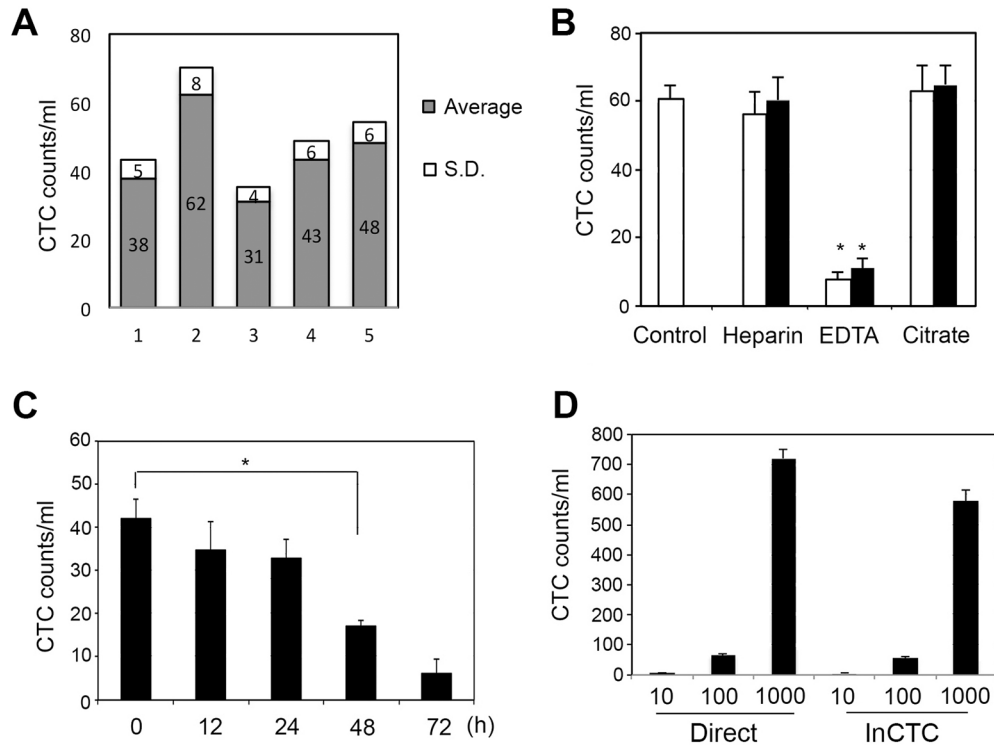 A
CTC counts/ml
80
60
40
20
0
5
8
4
6
6
38
62
31
43
48
1 2 3 4 5
Average
S.D.
B
CTC counts/ml
80
60
40
20
0
* *
Control Heparin EDTA Citrate
C
CTC counts/ml
60
50
40
30
20
10
0
*
0 12 24 48 72 (h)
D
CTC counts/ml
800
700
600
500
400
300
200
100
0
10 100 1000 10 100 1000
Direct InCTC